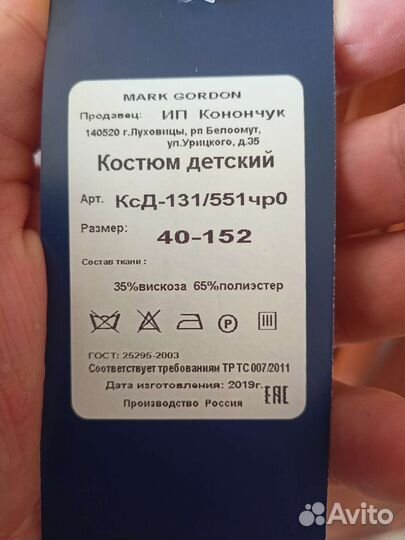 MARK GORDON
Продавец: ИП Конончук
140520 г.Луховицы, рп Белоомут,
ул.Урицкого, д.35
Костюм детский
Арт. КсД-131/551чр0
Размер:
40-152
Состав ткани :
35%вискоза 65%полиэстер
P
ГОСТ: 25295-2003
Соответствует требованиям ТР ТС 007/2011
Дата изготовления: 2019г.
Производство Россия
ЕАС
Avito